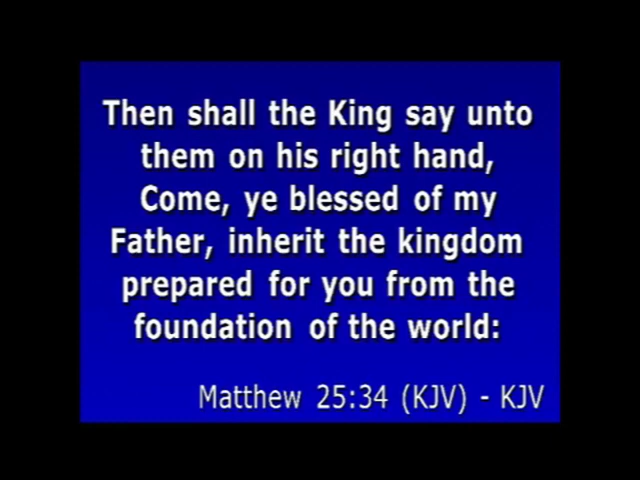 Then shall the King say unto
them on his right hand,
Come, ye blessed of my
Father, inherit the kingdom
prepared for you from the
foundation of the world:
Matthew 25:34 (KJV) - KJV